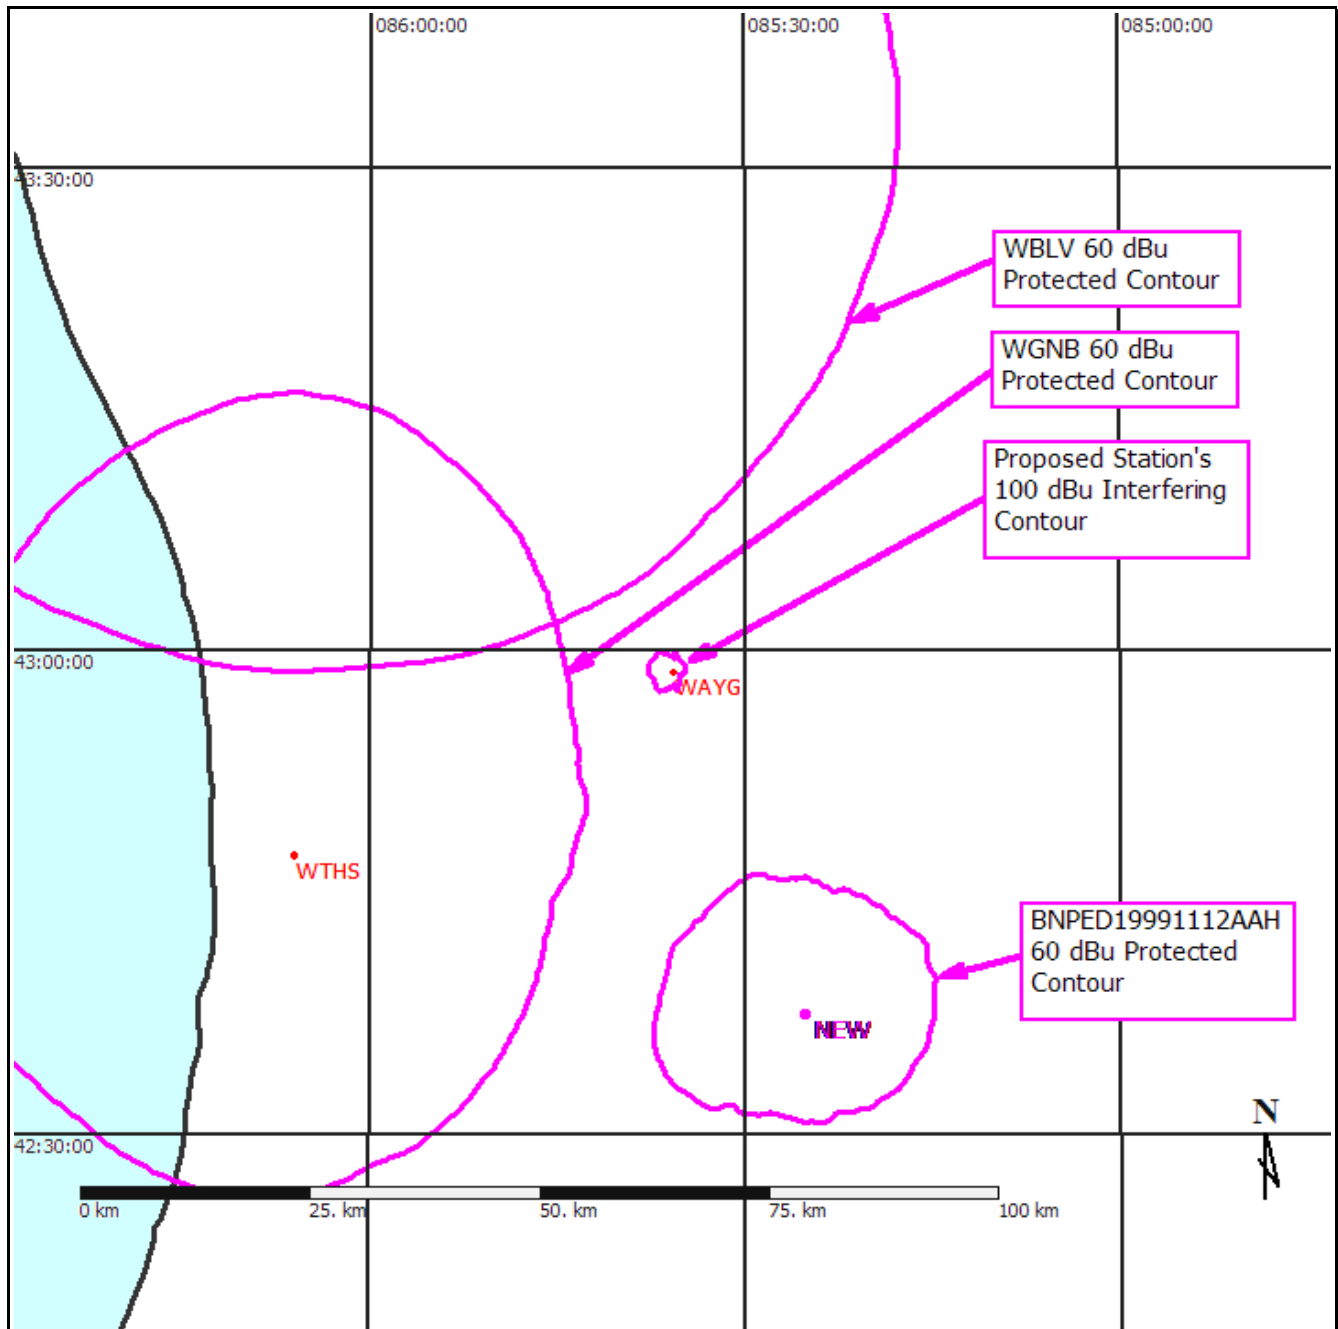 086:00:00
085:30:00
085:00:00
43:30:00
WBLV 60 dBu
Protected Contour
WGNB 60 dBu
Protected Contour
Proposed Station's
100 dBu Interfering
Contour
43:00:00
WAYG
WTHS
BNPED19991112AAH
60 dBu Protected
Contour
NEW
N
42:30:00
0 km
25. km
50. km
75. km
100 km